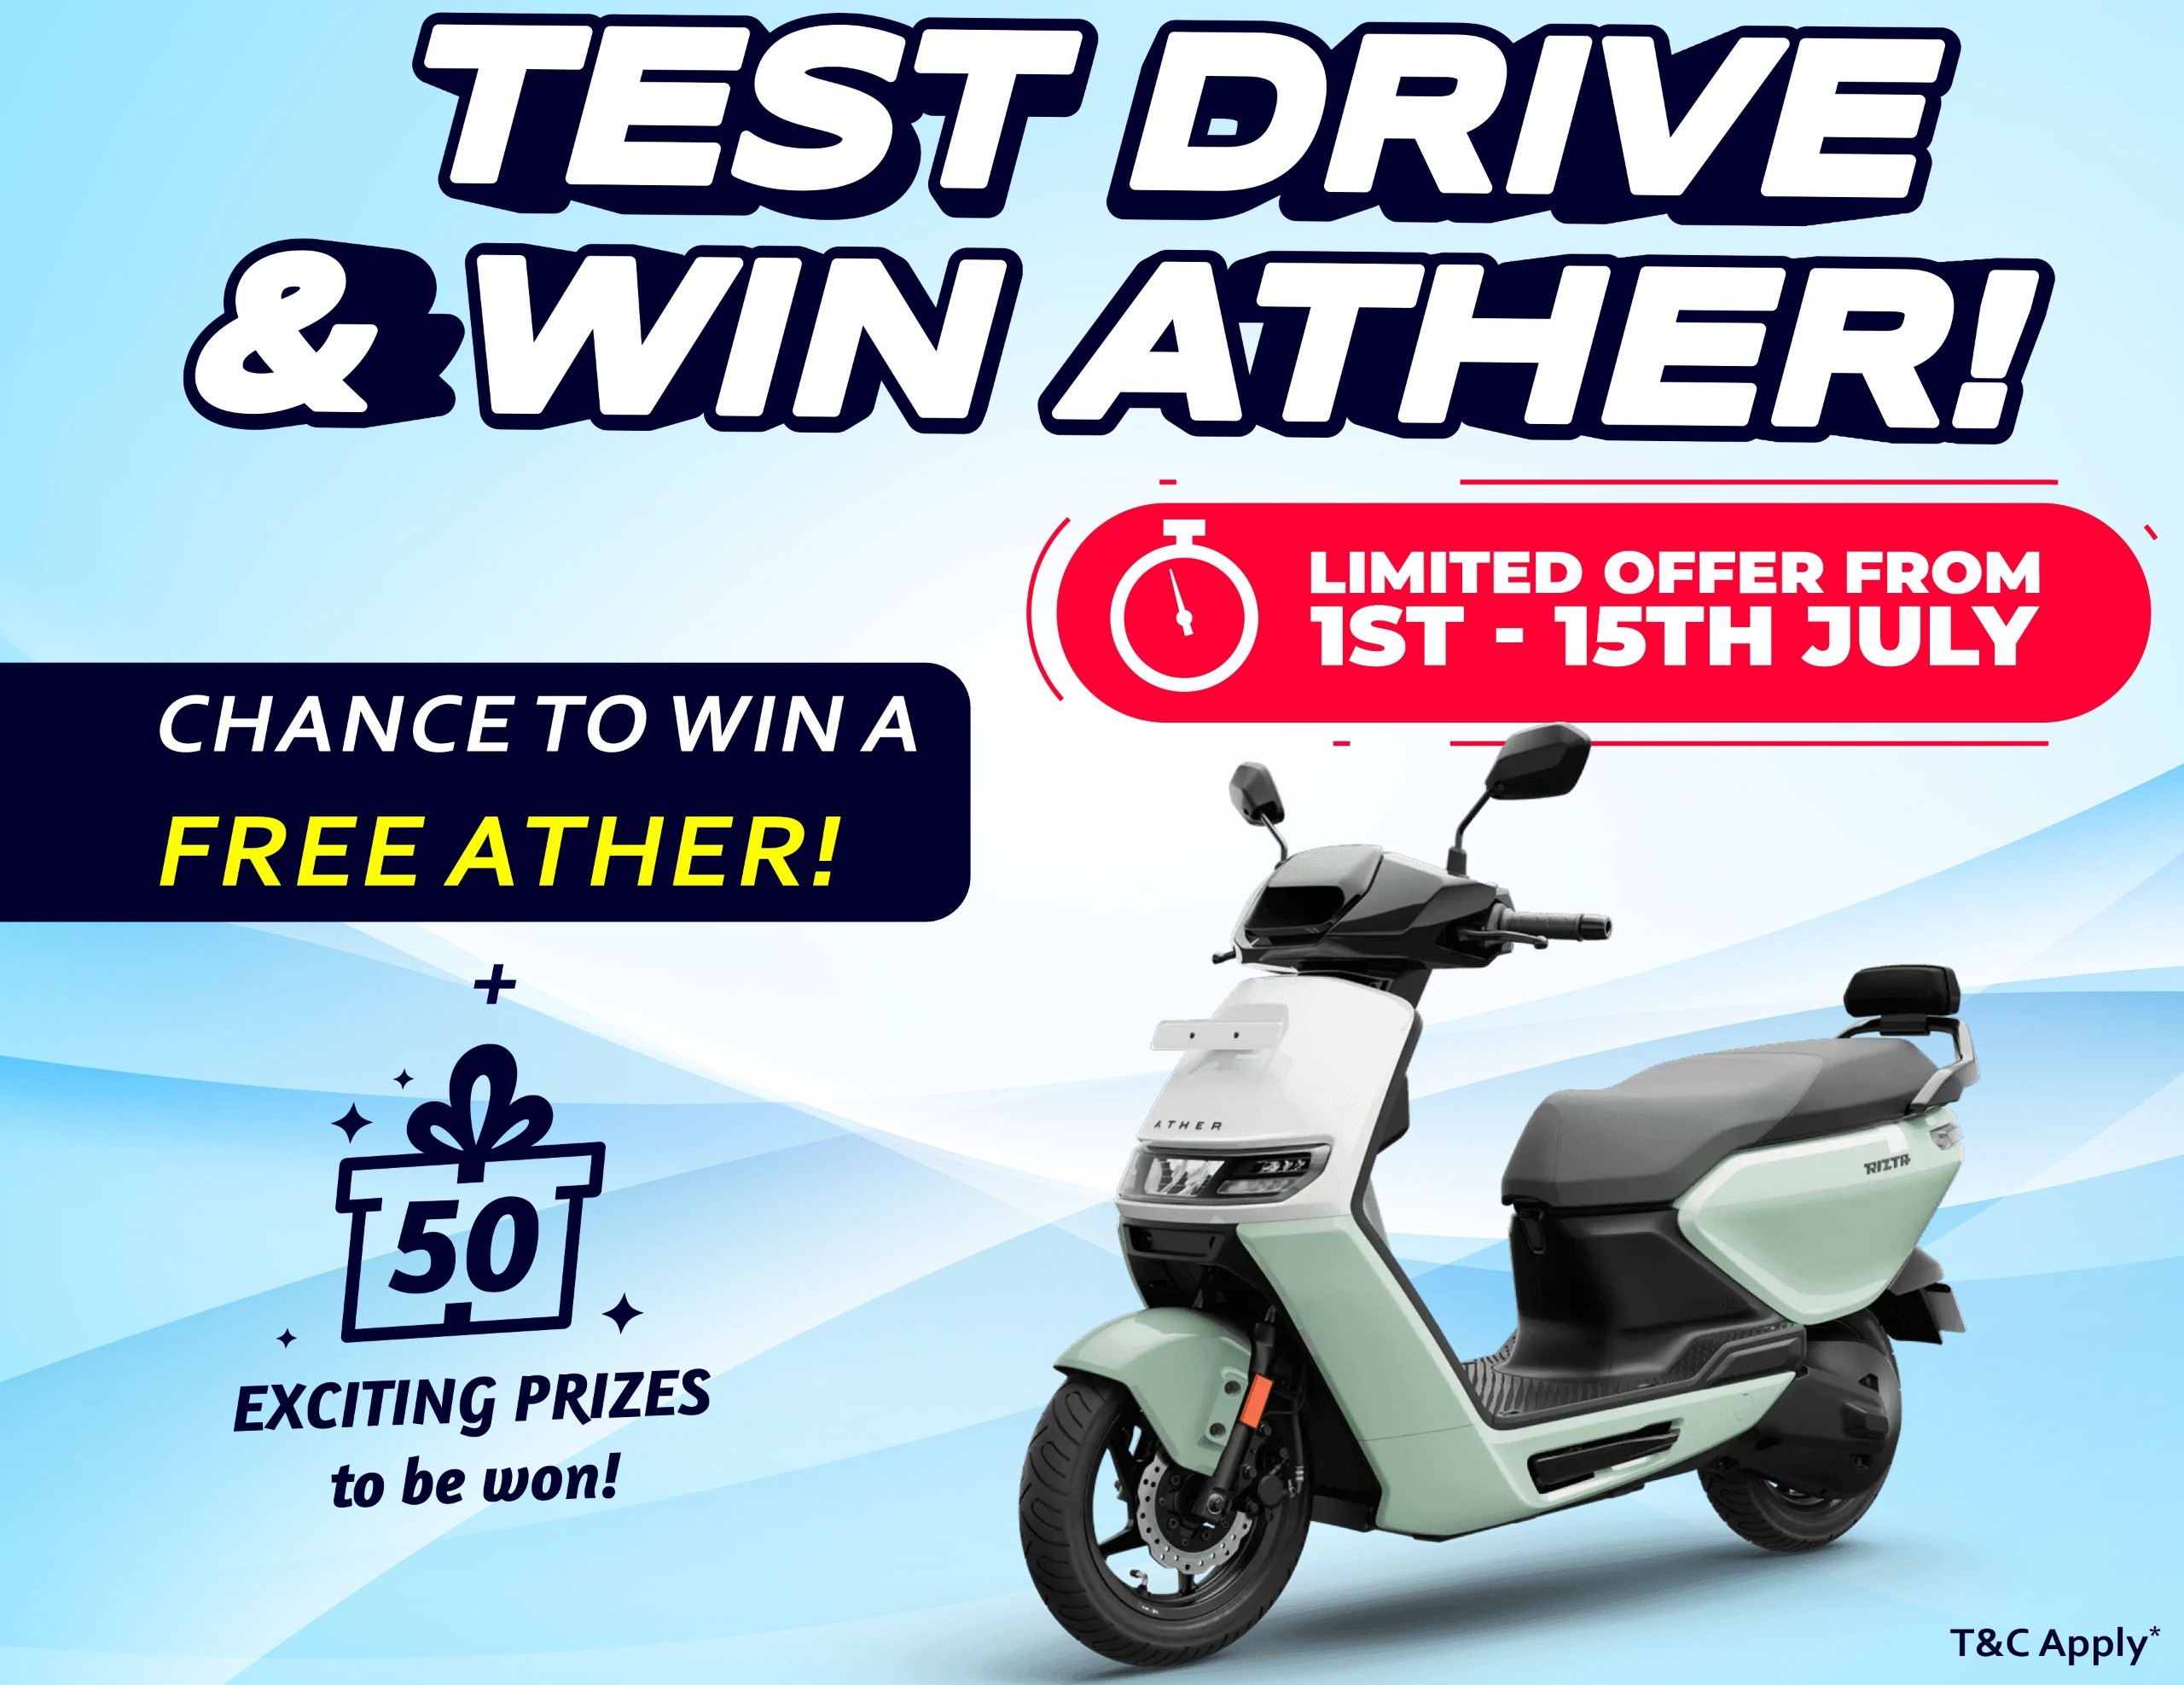 TEST DRIVE
& WIN ATHER!
LIMITED OFFER FROM
1ST - 15TH JULY
CHANCE TO WIN A
FREE ATHER!
+
50
EXCITING PRIZES
to be won!
ATHER
RIZTA
T&C Apply*